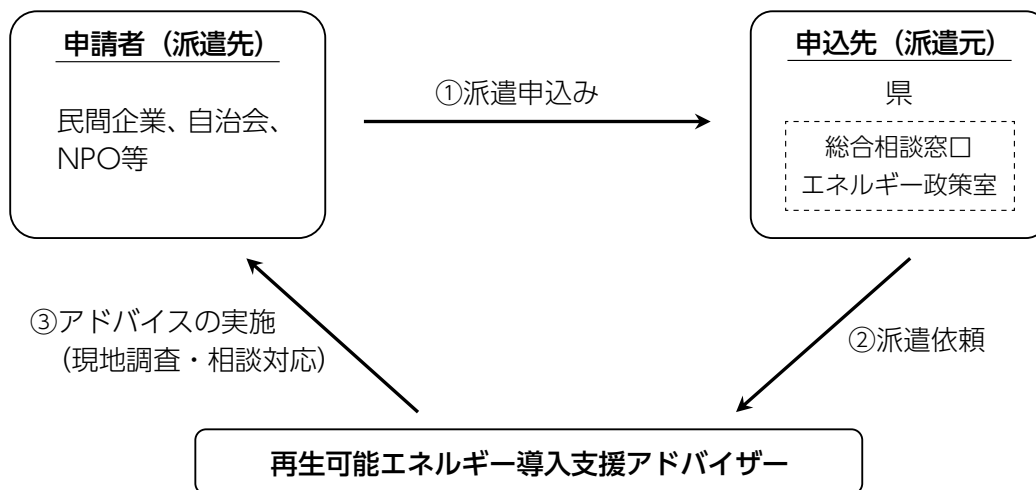 申請者（派遣先）
民間企業、自治会、
NPO等
①派遣申込み
申込先（派遣元）
県
総合相談窓口
エネルギー政策室
②派遣依頼
③アドバイスの実施
（現地調査・相談対応）
再生可能エネルギー導入支援アドバイザー